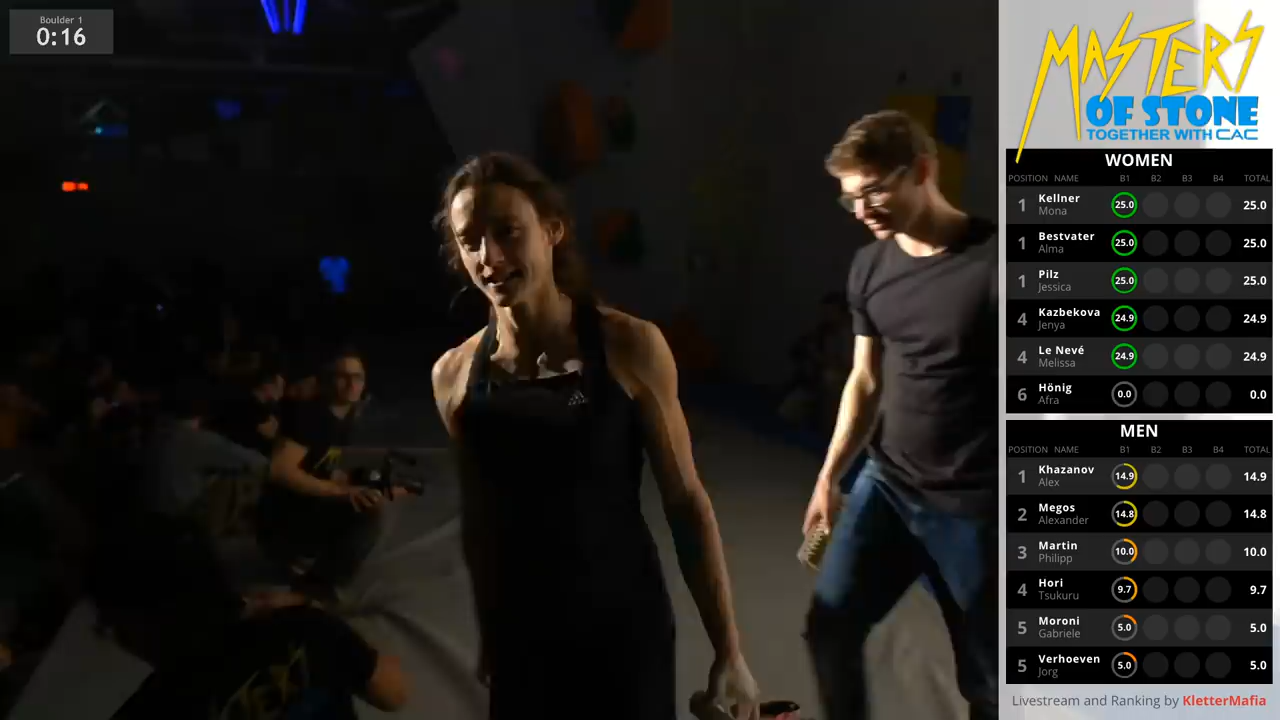 Boulder 1
0:16
MASTERS
OF STONE
TOGETHER WITH CAC
WOMEN
POSITION NAME B1 B2 B3 B4 TOTAL
1 Kellner Mona 25.0 25.0
1 Bestvater Alma 25.0 25.0
1 Pilz Jessica 25.0 25.0
4 Kazbekova Jenya 24.9 24.9
4 Le Nevé Melissa 24.9 24.9
6 Hönig Afra 0.0 0.0
MEN
POSITION NAME B1 B2 B3 B4 TOTAL
1 Khazanov Alex 14.9 14.9
2 Megos Alexander 14.8 14.8
3 Martin Philipp 10.0 10.0
4 Hori Tsukuru 9.7 9.7
5 Moroni Gabriele 5.0 5.0
5 Verhoeven Jorg 5.0 5.0
Livestream and Ranking by KletterMafia